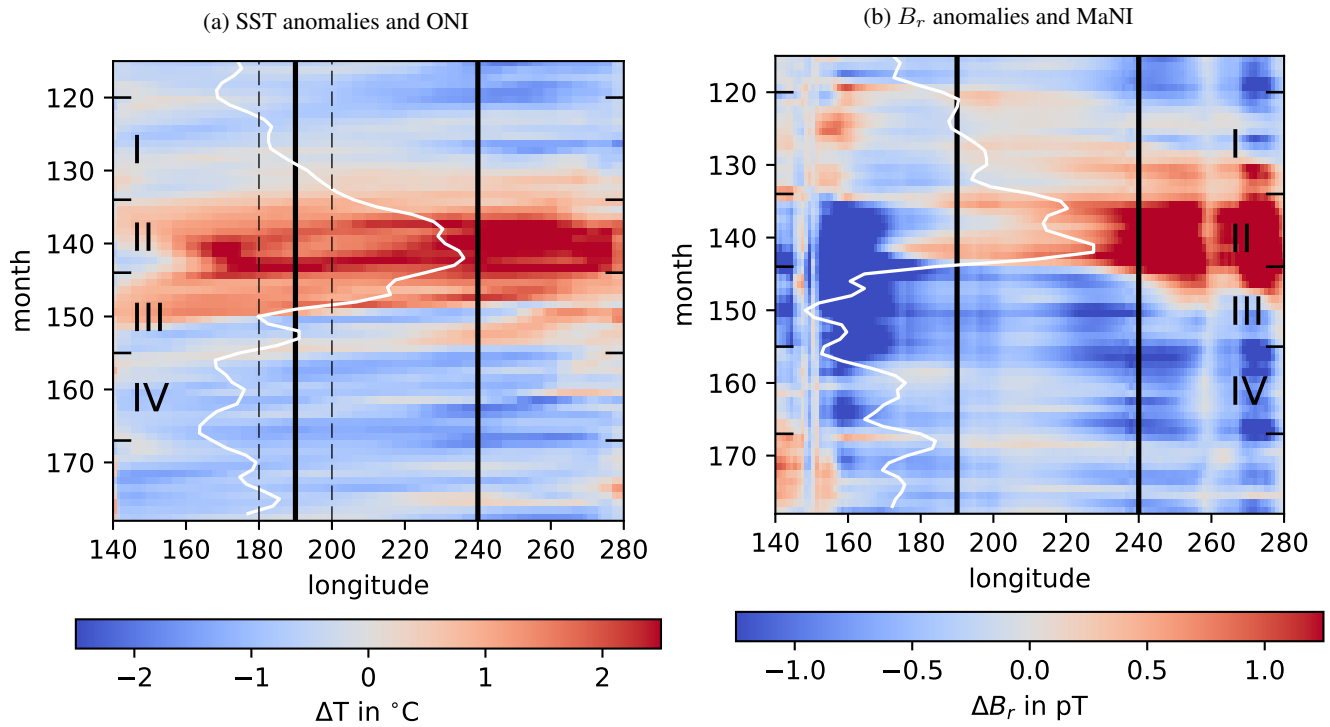 (a) SST anomalies and ONI
120
130
140
150
160
170
month
I
II
III
IV
140 160 180 200 220 240 260 280
longitude
−2 −1 0 1 2
ΔT in °C
(b) Br anomalies and MaNI
120
130
140
150
160
170
month
I
II
III
IV
140 160 180 200 220 240 260 280
longitude
−1.0 −0.5 0.0 0.5 1.0
ΔBr in pT